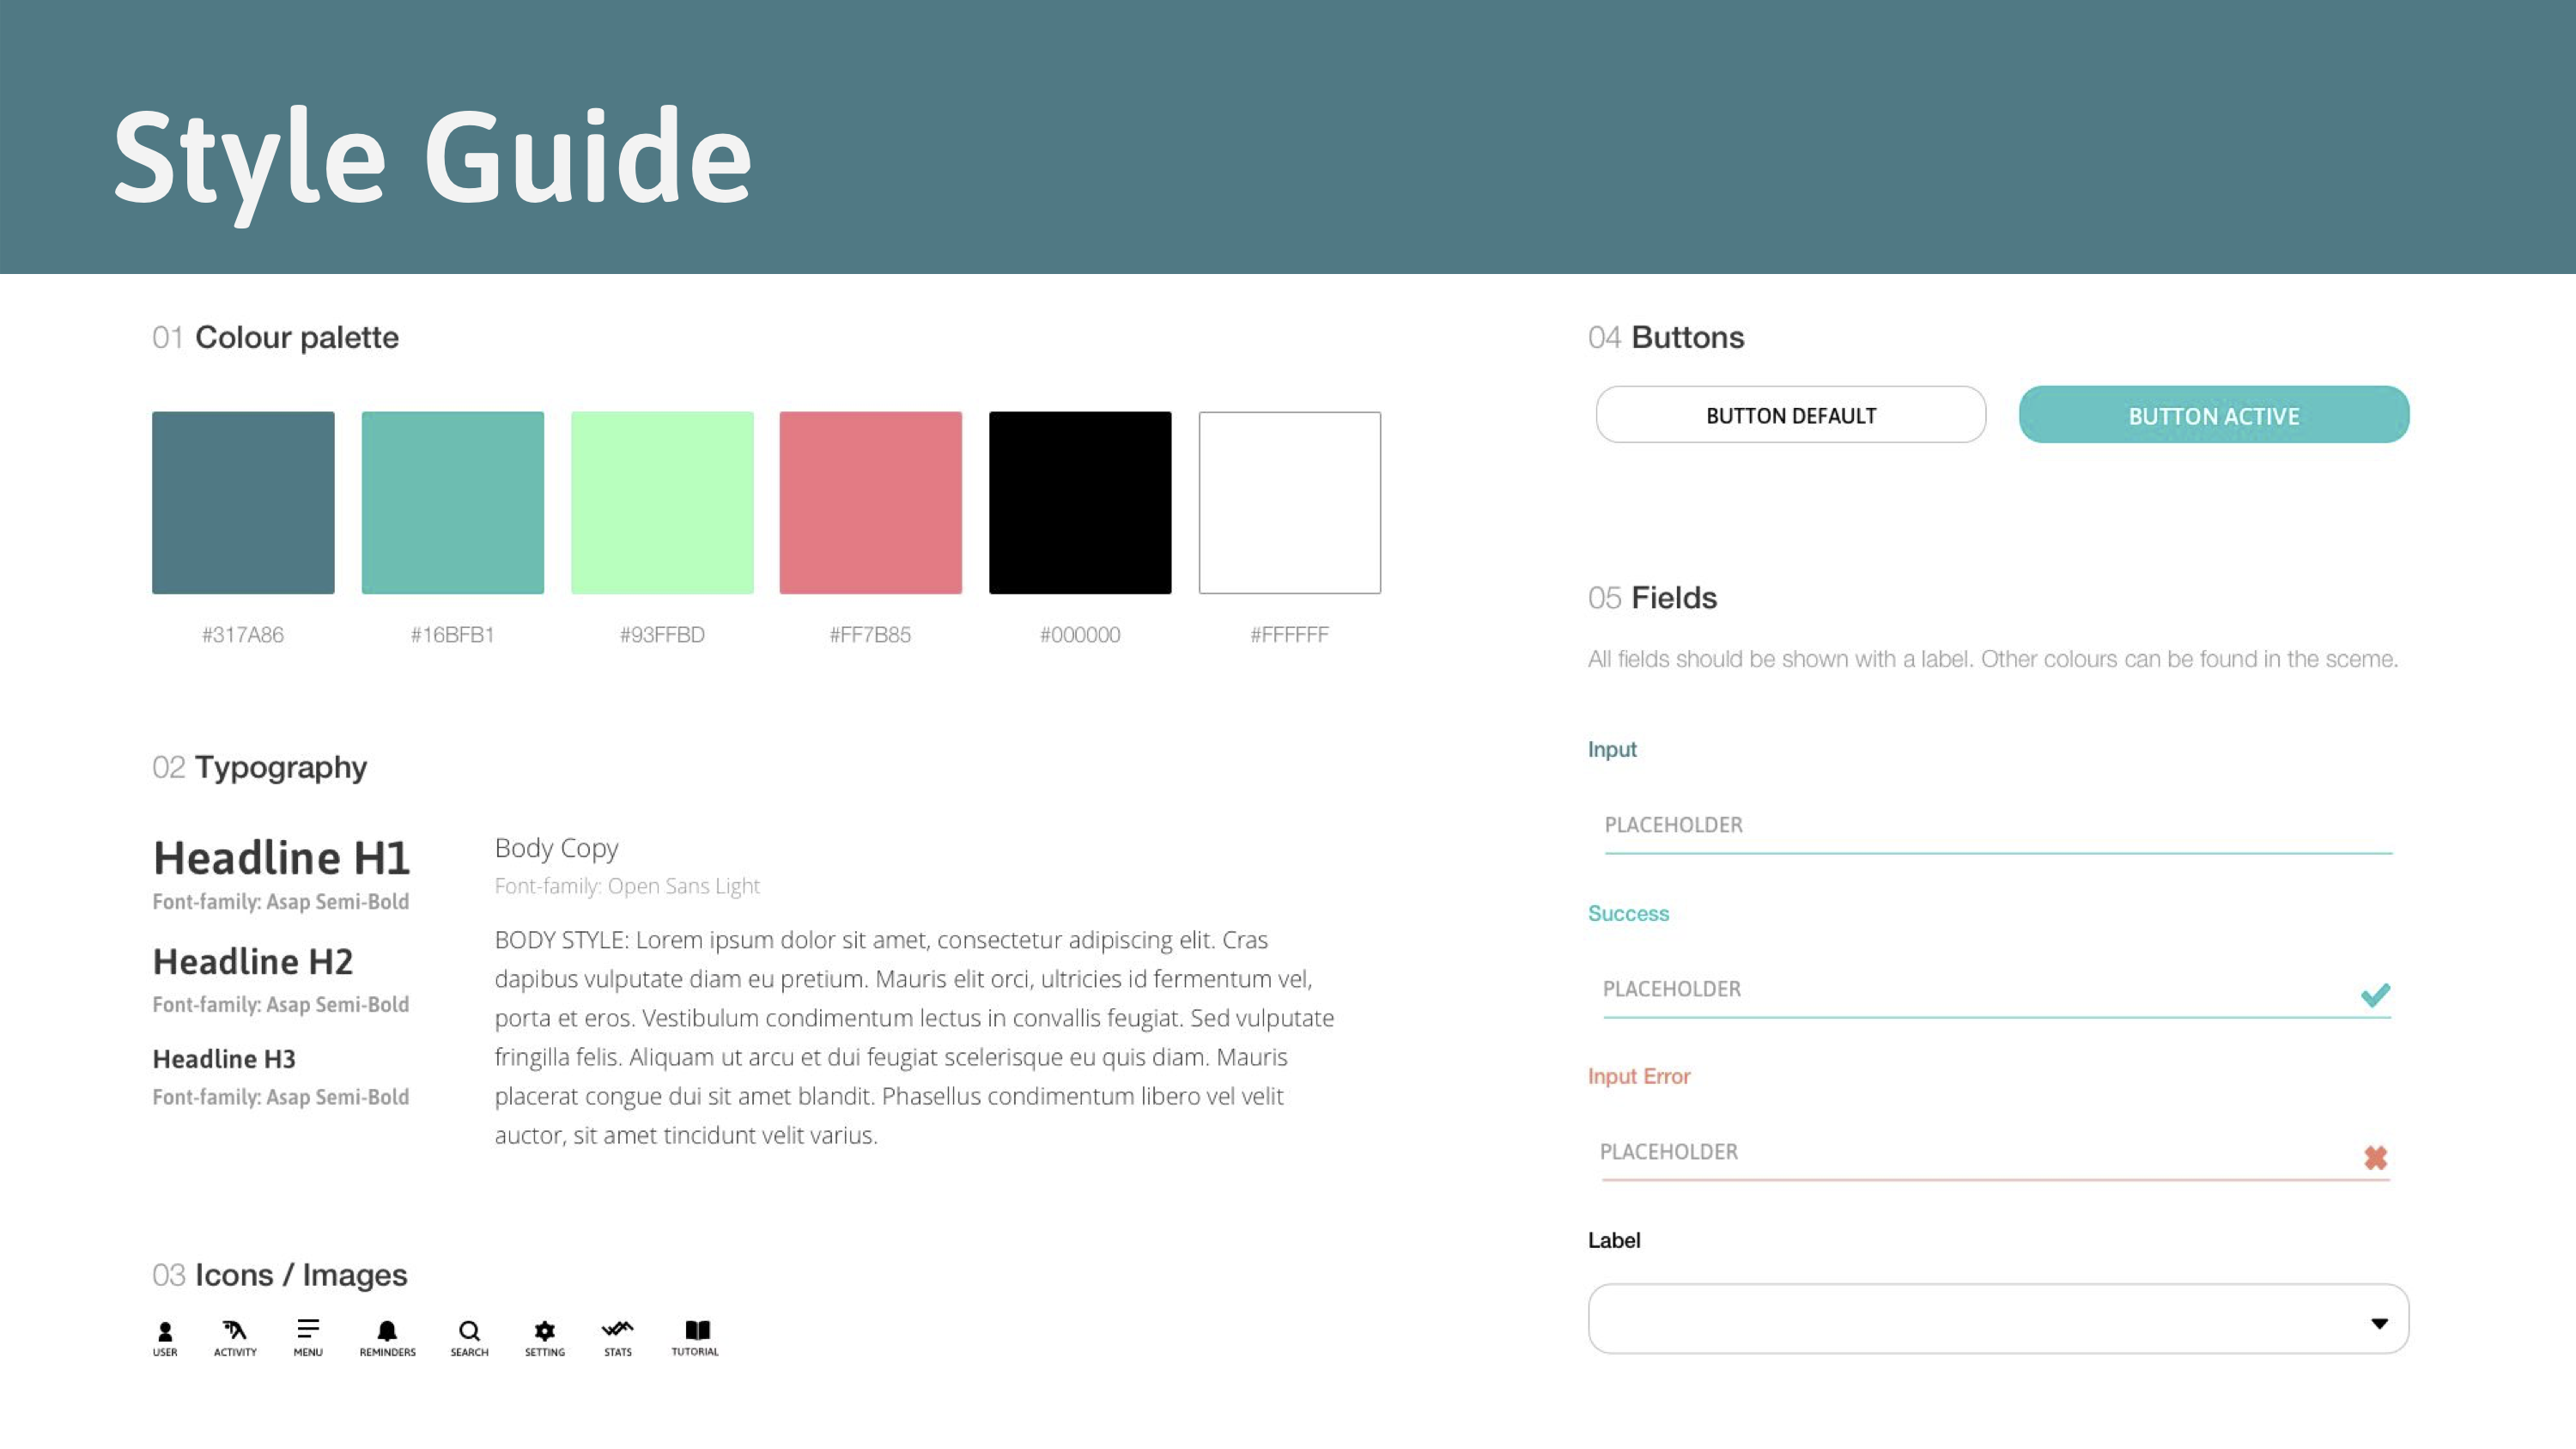 Style Guide
01 Colour palette
#317A86
#16BFB1
#93FFBD
#FF7B85
#000000
#FFFFFF
02 Typography
Headline H1
Font-family: Asap Semi-Bold
Headline H2
Font-family: Asap Semi-Bold
Headline H3
Font-family: Asap Semi-Bold
Body Copy
Font-family: Open Sans Light
BODY STYLE: Lorem ipsum dolor sit amet, consectetur adipiscing elit. Cras
dapibus vulputate diam eu pretium. Mauris elit orci, ultricies id fermentum vel,
porta et eros. Vestibulum condimentum lectus in convallis feugiat. Sed vulputate
fringilla felis. Aliquam ut arcu et dui feugiat scelerisque eu quis diam. Mauris
placerat congue dui sit amet blandit. Phasellus condimentum libero vel velit
auctor, sit amet tincidunt velit varius.
03 Icons / Images
USER
ACTIVITY
MENU
REMINDERS
SEARCH
SETTING
STATS
TUTORIAL
04 Buttons
BUTTON DEFAULT
BUTTON ACTIVE
05 Fields
All fields should be shown with a label. Other colours can be found in the sceme.
Input
PLACEHOLDER
Success
PLACEHOLDER
Input Error
PLACEHOLDER
Label